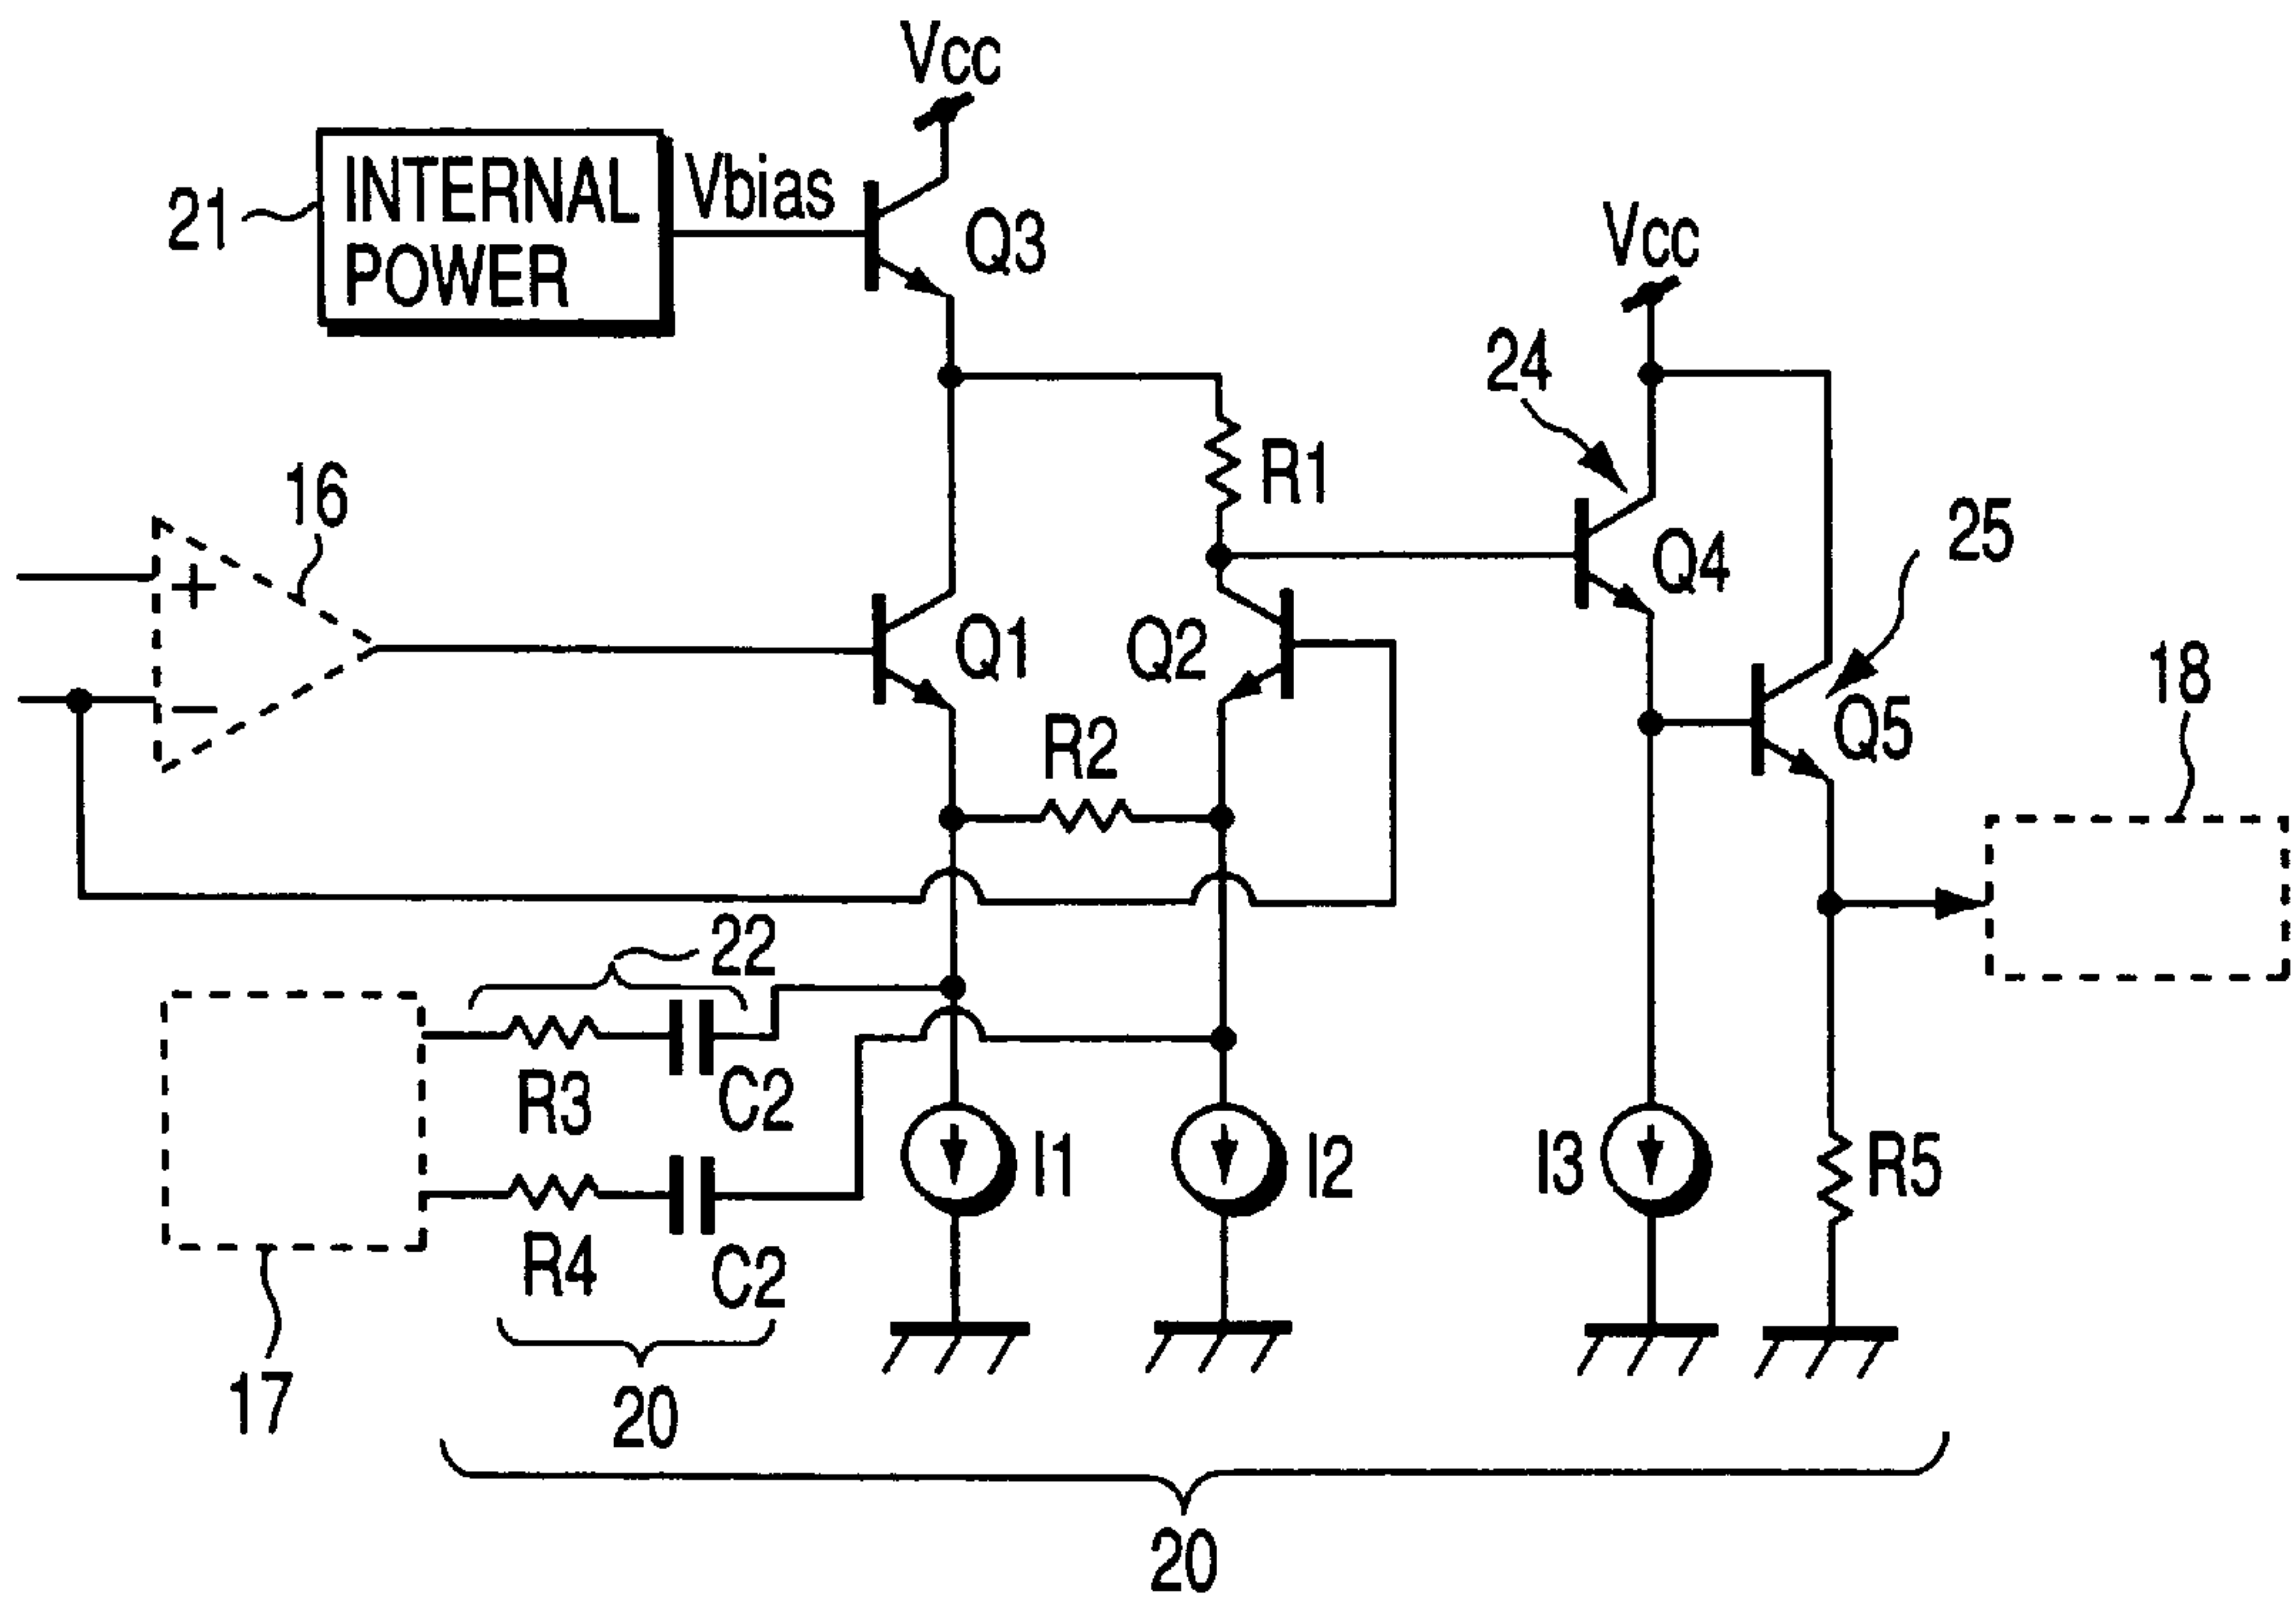 Vcc
21
INTERNAL
POWER
Vbias
Q3
Vcc
24
R1
16
+
−
Q1
Q2
Q4
25
Q5
18
R2
22
R3
C2
R4
C2
I1
I2
I3
R5
17
20
20